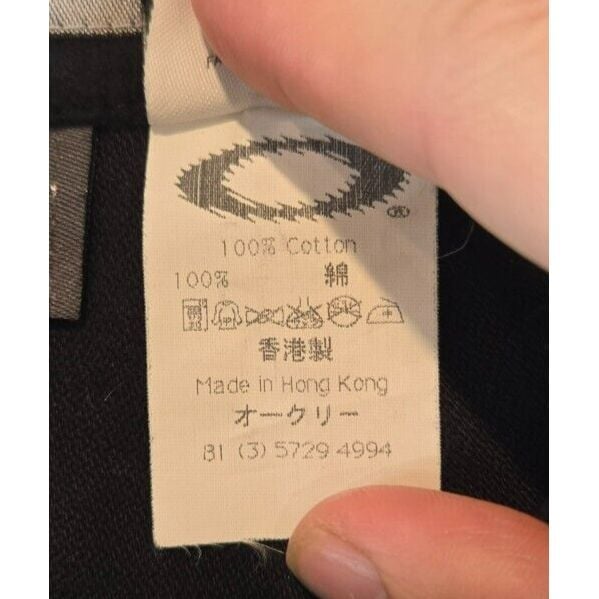 100% Cotton
100% 綿
香港製
Made in Hong Kong
オークリー
81 (3) 5729 4994